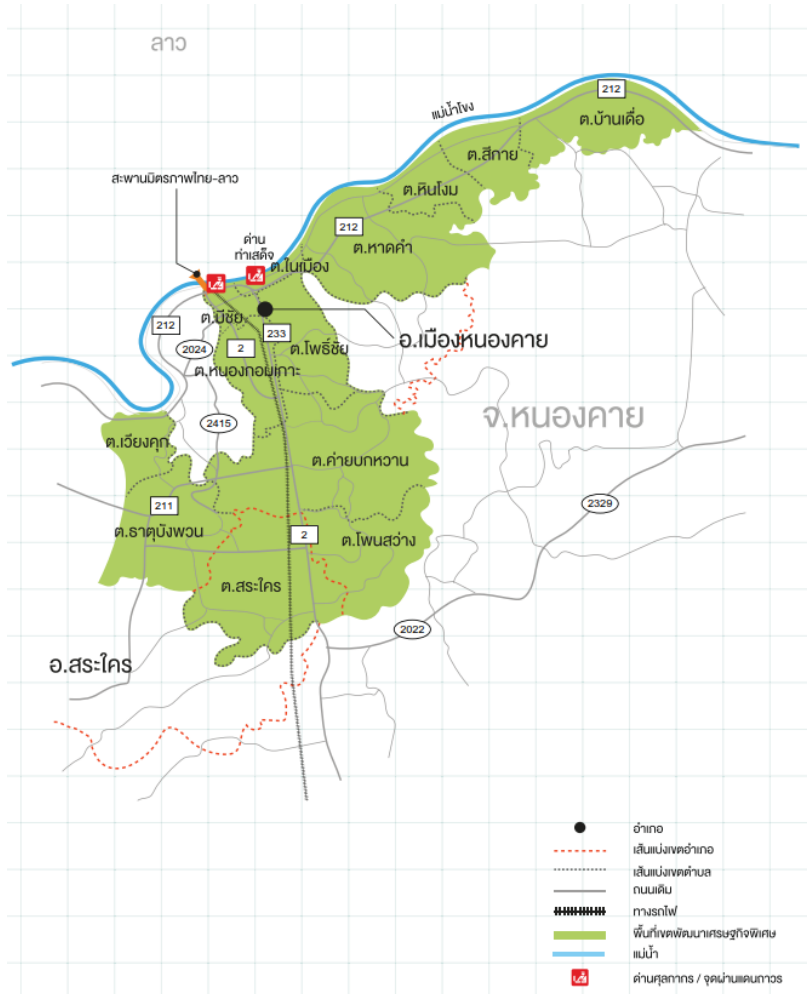 ลาว
212
แม่น้ำโขง
ต.บ้านเดื่อ
ต.สีกาย
สะพานมิตรภาพไทย-ลาว
ต.หินโงม
212
ด่าน
ท่าเสด็จ
ต.หาดคำ
ต.ในเมือง
ต.มีชัย
212
233
อ.เมืองหนองคาย
2024
2
ต.โพธิ์ชัย
ต.หนองกอมเกาะ
จ.หนองคาย
2415
ต.เวียงคุก
ต.ค่ายบกหวาน
211
2329
ต.ธาตุบังพวน
2
ต.โพนสว่าง
ต.สระใคร
2022
อ.สระใคร
อำเภอ
เส้นแบ่งเขตอำเภอ
เส้นแบ่งเขตตำบล
ถนนเดิม
ทางรถไฟ
พื้นที่เขตพัฒนาเศรษฐกิจพิเศษ
แม่น้ำ
ด่านศุลกากร / จุดผ่านแดนถาวร